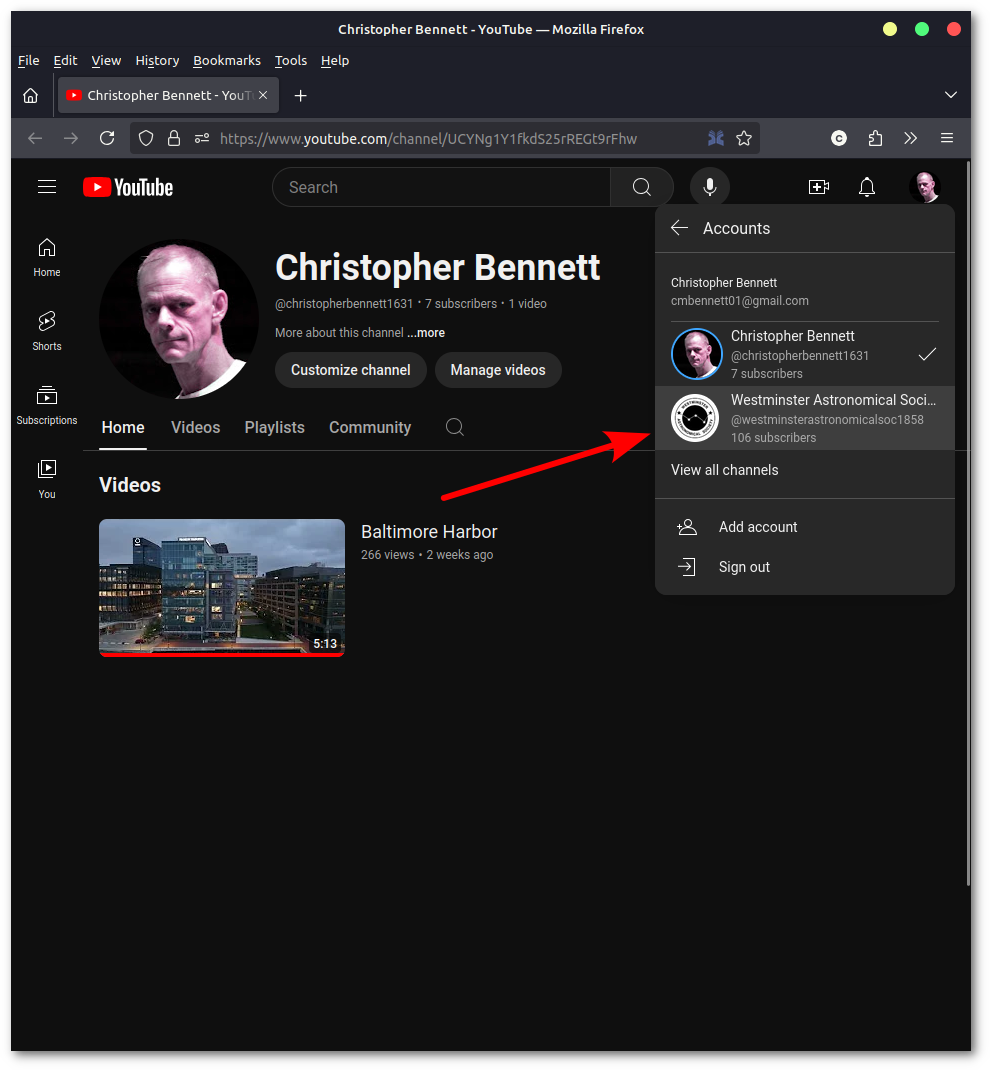 Christopher Bennett - YouTube — Mozilla Firefox
File Edit View History Bookmarks Tools Help
Christopher Bennett - YouT
https://www.youtube.com/channel/UCYNg1Y1fkdS25rREGt9rFhw
C
YouTube
Search
Accounts
Christopher Bennett
cmbennett01@gmail.com
Christopher Bennett
@christopherbennett1631
7 subscribers
Westminster Astronomical Soci...
@westminsterastronomicalsoc1858
106 subscribers
View all channels
Add account
Sign out
Home
Shorts
Subscriptions
You
Christopher Bennett
@christopherbennett1631 • 7 subscribers • 1 video
More about this channel ...more
Customize channel
Manage videos
Home Videos Playlists Community
Videos
5:13
Baltimore Harbor
266 views • 2 weeks ago